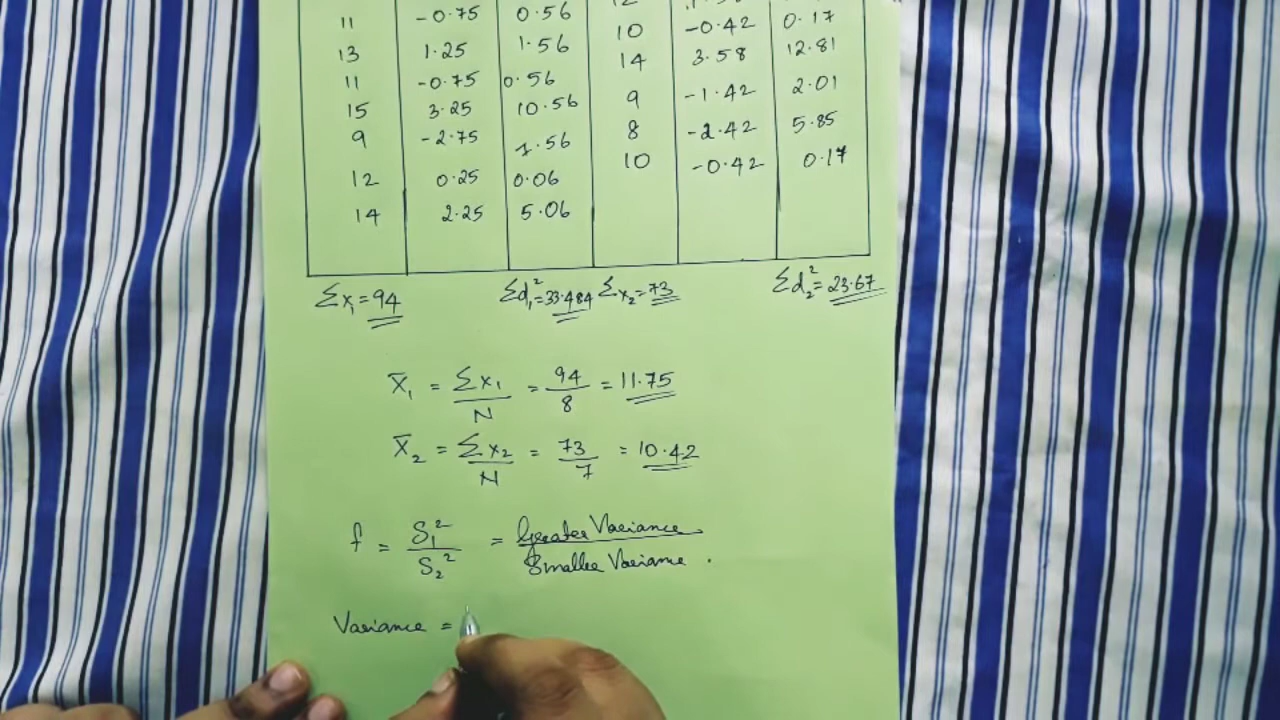 11 -0.75 0.56
10 -0.42 0.17
13 1.25 1.56 14 3.58 12.81
11 -0.75 0.56 9 -1.42 2.01
15 3.25 10.56
9 -2.75 7.56 8 -2.42 5.85
12 0.25 0.06 10 -0.42 0.17
14 2.25 5.06
Σx₁=94 Σd₁²=33.484 Σx₂=73 Σd₂²=23.67
X̄₁ = Σx₁/N = 94/8 = 11.75
X̄₂ = Σx₂/N = 73/7 = 10.42
f = S₁²/S₂² = Greater Variance/Smaller Variance.
Variance =